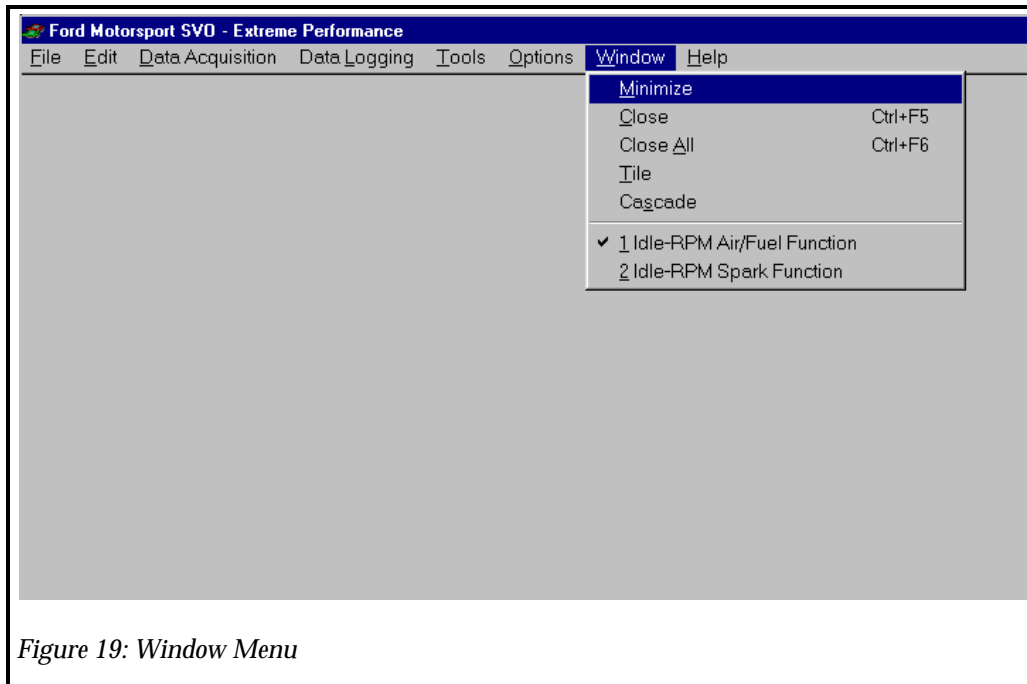 Ford Motorsport SVO - Extreme Performance
File Edit Data Acquisition Data Logging Tools Options Window Help
Minimize
Close Ctrl+F5
Close All Ctrl+F6
Tile
Cascade
✔ 1 Idle-RPM Air/Fuel Function
2 Idle-RPM Spark Function
Figure 19: Window Menu